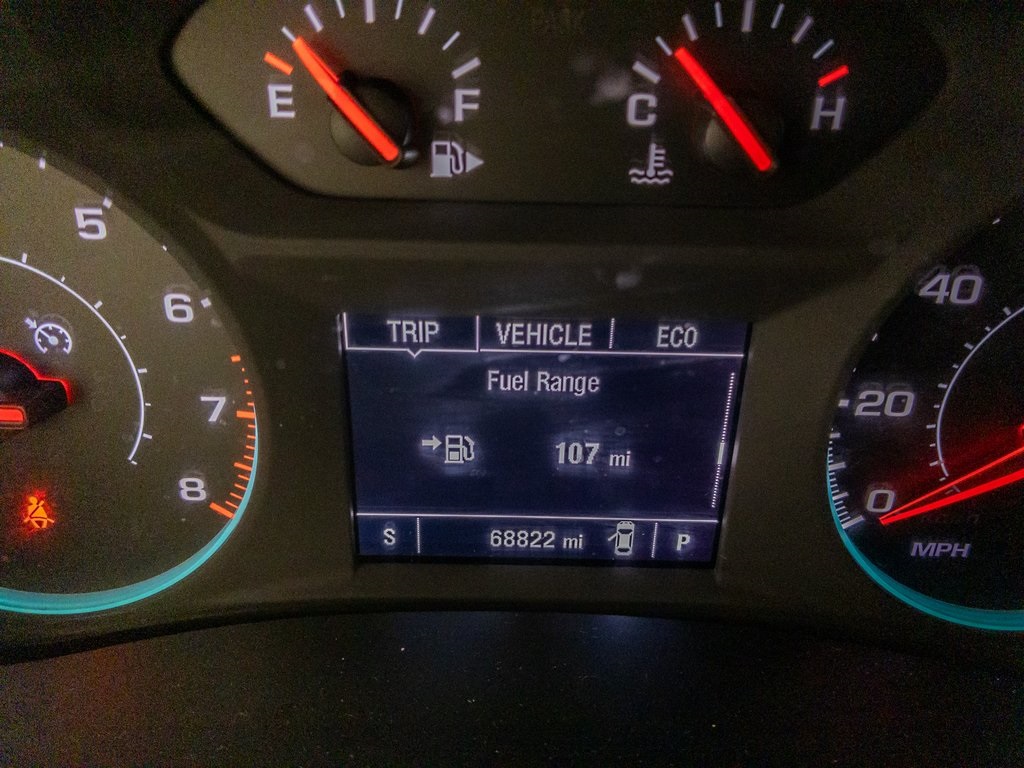 E F
C H
5
6
7
8
TRIP VEHICLE ECO
Fuel Range
107 mi
S 68822 mi P
40
20
0
MPH